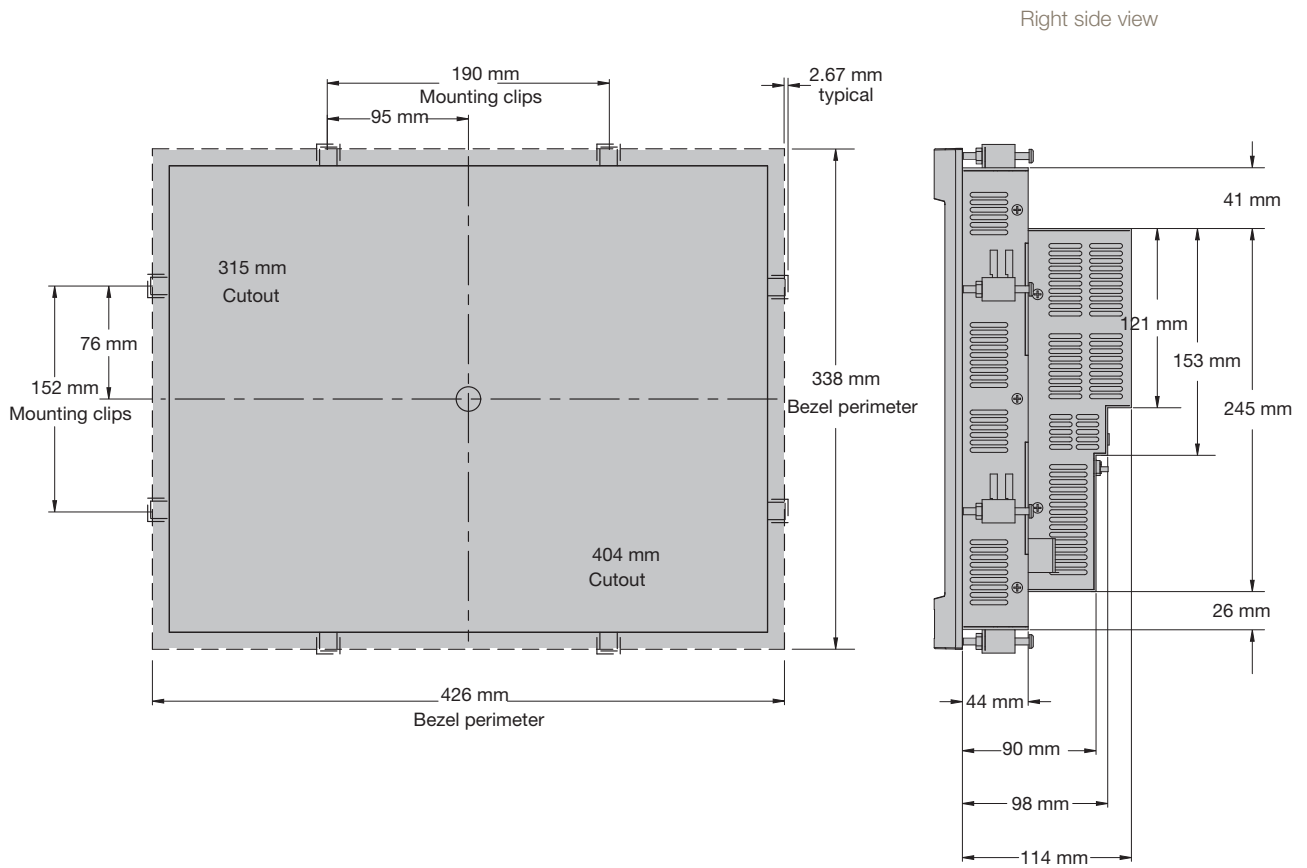 Right side view
190 mm
Mounting clips
2.67 mm
typical
95 mm
41 mm
315 mm
Cutout
76 mm
121 mm
153 mm
152 mm
Mounting clips
338 mm
Bezel perimeter
245 mm
404 mm
Cutout
26 mm
426 mm
Bezel perimeter
44 mm
90 mm
98 mm
114 mm